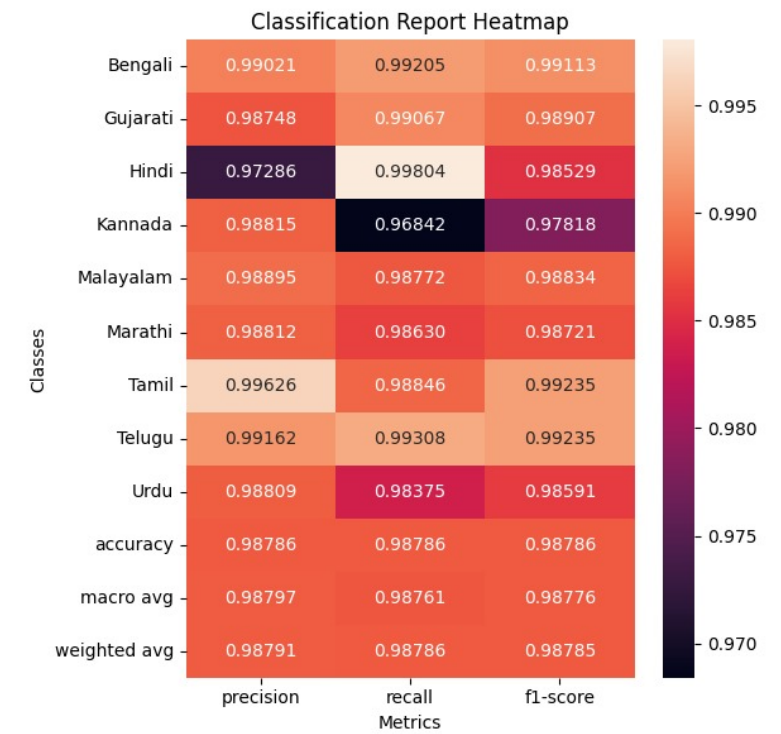 Classification Report Heatmap
Bengali 0.99021 0.99205 0.99113
Gujarati 0.98748 0.99067 0.98907
Hindi 0.97286 0.99804 0.98529
Kannada 0.98815 0.96842 0.97818
Malayalam 0.98895 0.98772 0.98834
Marathi 0.98812 0.98630 0.98721
Tamil 0.99626 0.98846 0.99235
Telugu 0.99162 0.99308 0.99235
Urdu 0.98809 0.98375 0.98591
accuracy 0.98786 0.98786 0.98786
macro avg 0.98797 0.98761 0.98776
weighted avg 0.98791 0.98786 0.98785
precision recall f1-score
Metrics
Classes
0.995
0.990
0.985
0.980
0.975
0.970